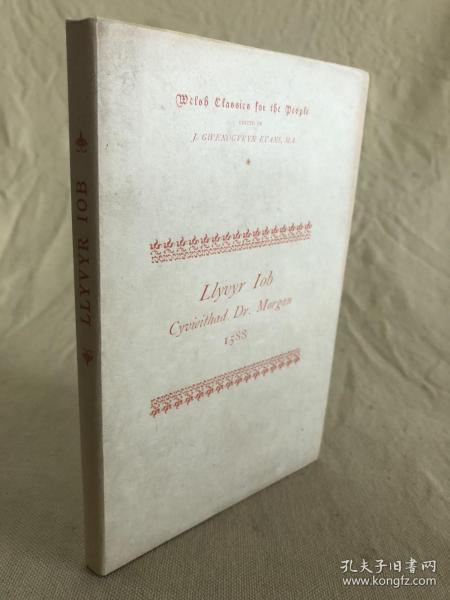 Welsh Classics for the People
EDITED BY
J. GWENOGVRYN EVANS, M.A.
LLYVYR IOB
Llyvyr Iob
Cyvieithad Dr. Morgan
1588
孔夫子旧书网
www.kongfz.com